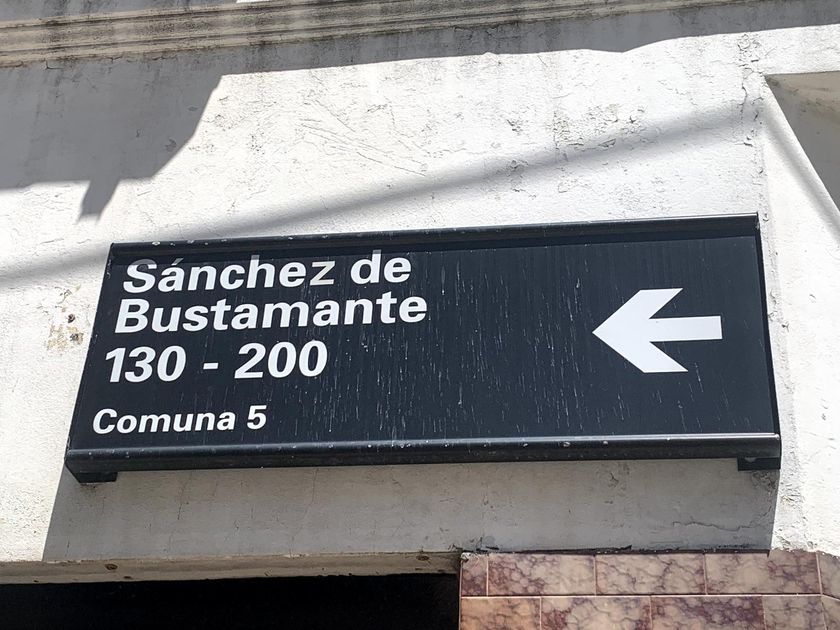 Sánchez de
Bustamante
130 - 200
Comuna 5